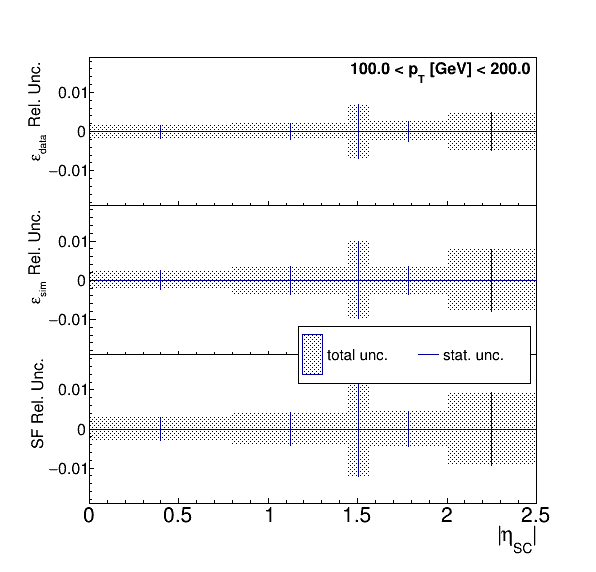 100.0 < p_T [GeV] < 200.0
ε_data Rel. Unc.
0.01
0
−0.01
ε_sim Rel. Unc.
0.01
0
−0.01
total unc.
stat. unc.
SF Rel. Unc.
0.01
0
−0.01
0 0.5 1 1.5 2 2.5
|η_SC|